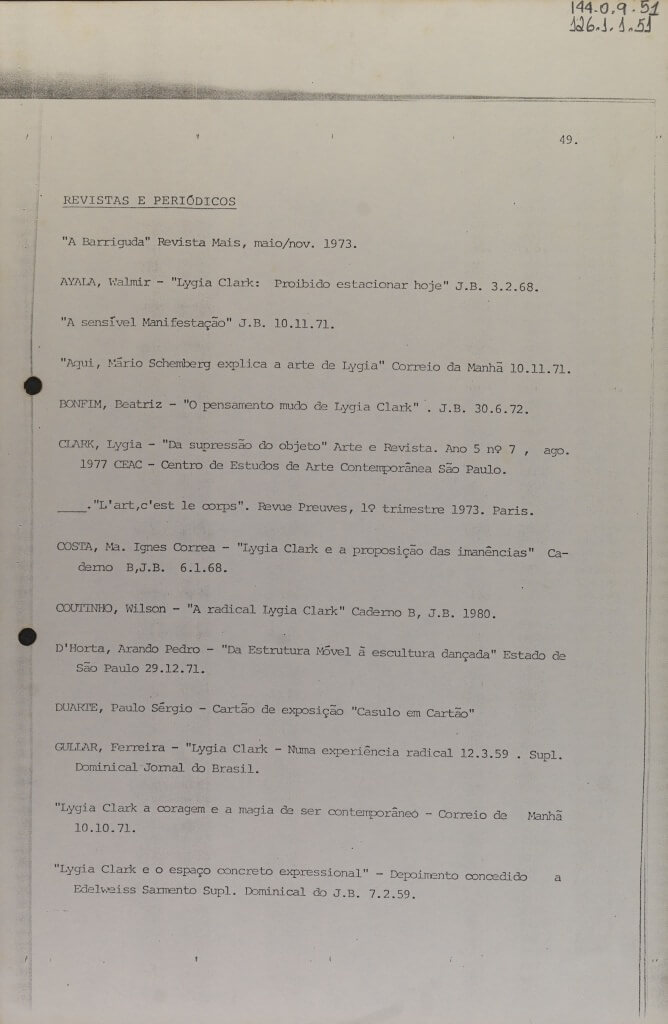 144.0.9.51
126.1.1.51
49.
REVISTAS E PERIÓDICOS
"A Barriguda" Revista Mais, maio/nov. 1973.
AYALA, Walmir - "Lygia Clark: Proibido estacionar hoje" J.B. 3.2.68.
"A sensível Manifestação" J.B. 10.11.71.
"Aqui, Mário Schemberg explica a arte de Lygia" Correio da Manhã 10.11.71.
BONFIM, Beatriz - "O pensamento mudo de Lygia Clark" . J.B. 30.6.72.
CLARK, Lygia - "Da supressão do objeto" Arte e Revista. Ano 5 nº 7 , ago.
1977 CEAC - Centro de Estudos de Arte Contemporânea São Paulo.
____."L'art,c'est le corps". Revue Preuves, 1º trimestre 1973. Paris.
COSTA, Ma. Ignes Correa - "Lygia Clark e a proposição das imanências" Ca-
derno B,J.B. 6.1.68.
COUTINHO, Wilson - "A radical Lygia Clark" Caderno B, J.B. 1980.
D'Horta, Arando Pedro - "Da Estrutura Móvel à escultura dançada" Estado de
São Paulo 29.12.71.
DUARTE, Paulo Sérgio - Cartão de exposição "Casulo em Cartão"
GULLAR, Ferreira - "Lygia Clark - Numa experiência radical 12.3.59 . Supl.
Dominical Jornal do Brasil.
"Lygia Clark a coragem e a magia de ser contemporâneo - Correio de Manhã
10.10.71.
"Lygia Clark e o espaço concreto expressional" - Depoimento concedido a
Edelweiss Sarmento Supl. Dominical do J.B. 7.2.59.